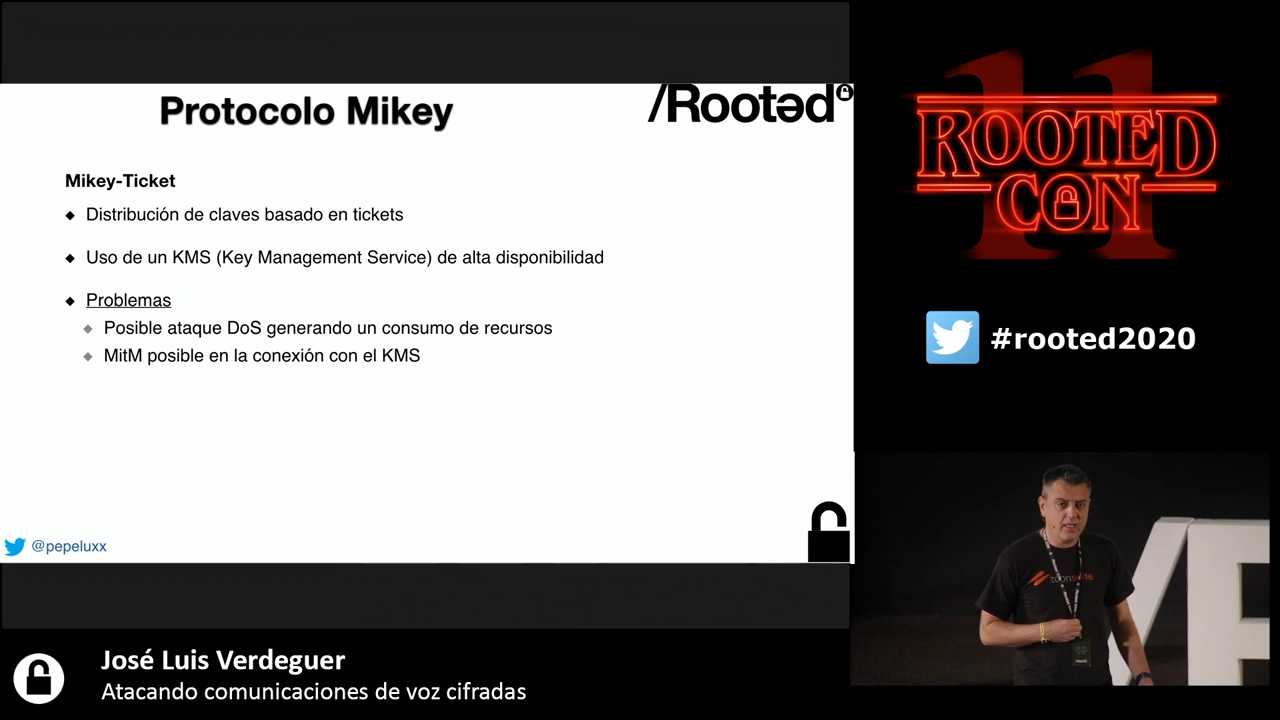 Protocolo Mikey
/Rootəd
Mikey-Ticket
Distribución de claves basado en tickets
Uso de un KMS (Key Management Service) de alta disponibilidad
Problemas
Posible ataque DoS generando un consumo de recursos
MitM posible en la conexión con el KMS
@pepeluxx
11
ROOTED
CON
#rooted2020
José Luis Verdeguer
Atacando comunicaciones de voz cifradas